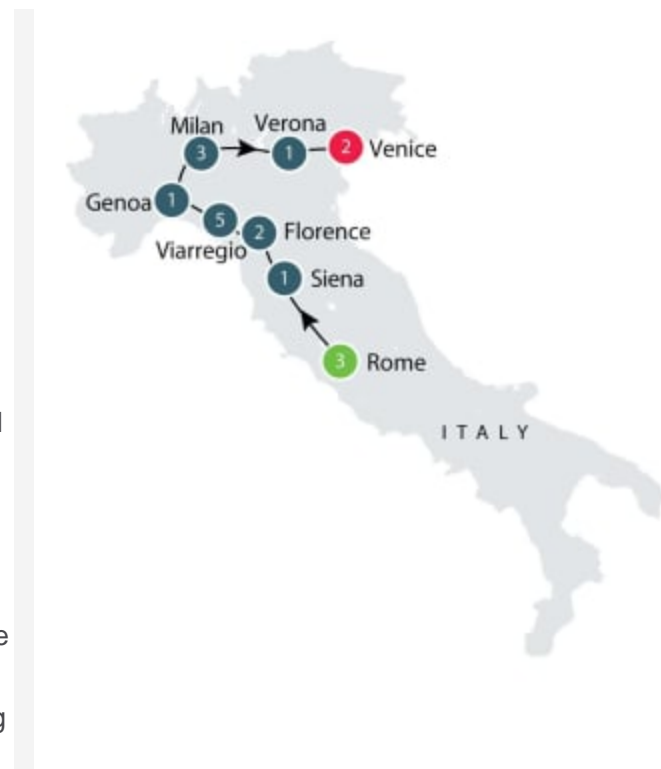 Milan
Verona
3
1
2
Venice
Genoa
1
5
2
Florence
Viarregio
1
Siena
3
Rome
ITALY
l
e
g